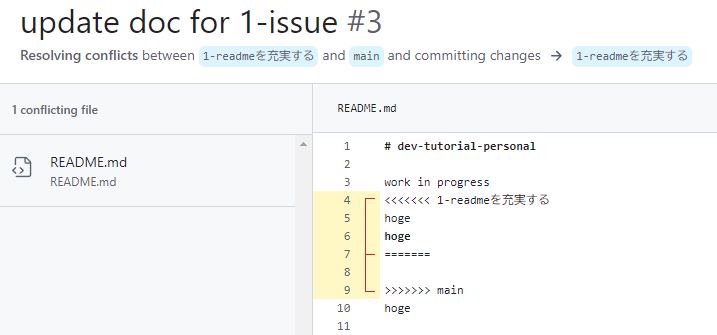 update doc for 1-issue #3
Resolving conflicts between 1-readmeを充実する and main and committing changes → 1-readmeを充実する
1 conflicting file
README.md
README.md
README.md
1 # dev-tutorial-personal
2
3 work in progress
4 <<<<<<< 1-readmeを充実する
5 hoge
6 hoge
7 =======
8
9 >>>>>>> main
10 hoge
11